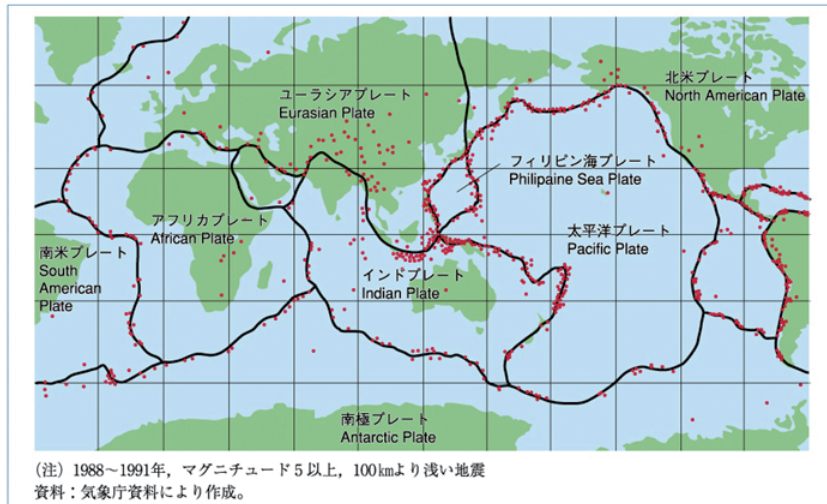 北米プレート
North American Plate
ユーラシアプレート
Eurasian Plate
フィリピン海プレート
Philipaine Sea Plate
アフリカプレート
African Plate
太平洋プレート
Pacific Plate
南米プレート
South
American
Plate
インドプレート
Indian Plate
南極プレート
Antarctic Plate
(注) 1988~1991年,マグニチュード5以上,100㎞より浅い地震
資料:気象庁資料により作成。